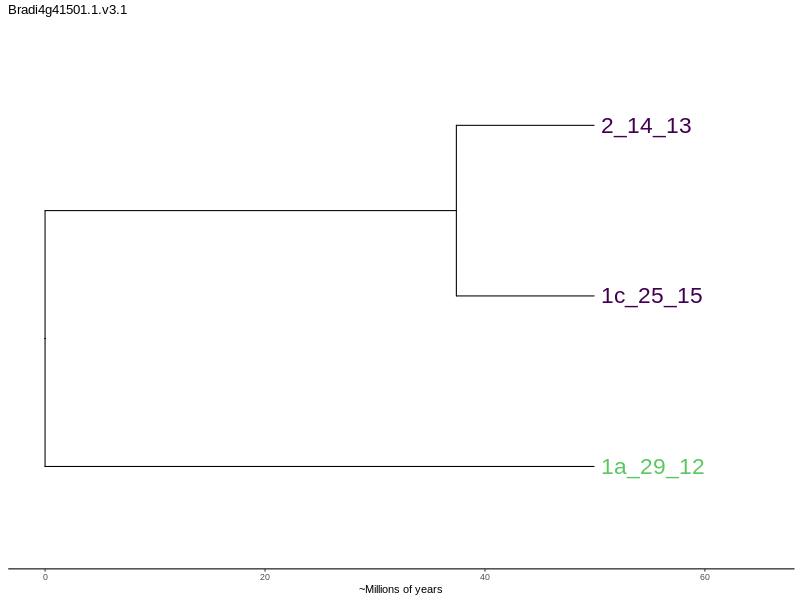 Bradi4g41501.1.v3.1
2_14_13
1c_25_15
1a_29_12
0 20 40 60
~Millions of years